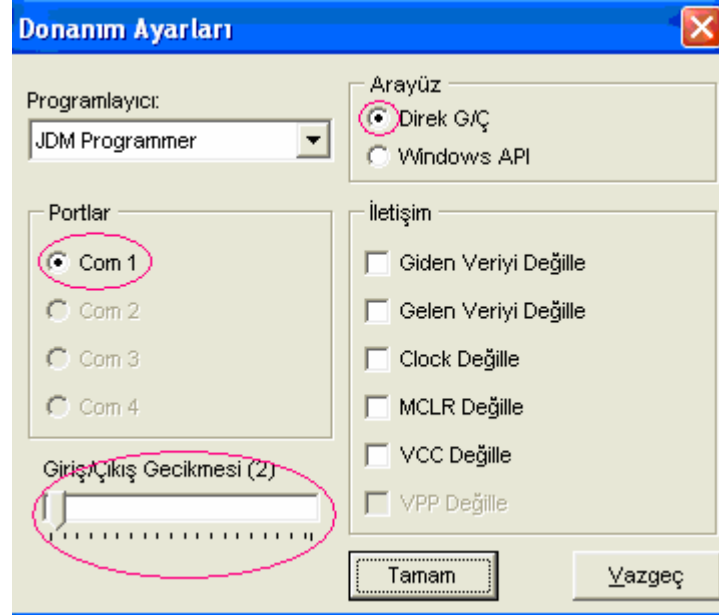 Donanım Ayarları
Programlayıcı:
JDM Programmer
Arayüz
Direk G/Ç
Windows API
Portlar
Com 1
Com 2
Com 3
Com 4
İletişim
Giden Veriyi Değille
Gelen Veriyi Değille
Clock Değille
MCLR Değille
VCC Değille
VPP Değille
Giriş/Çıkış Gecikmesi (2)
Tamam
Vazgeç